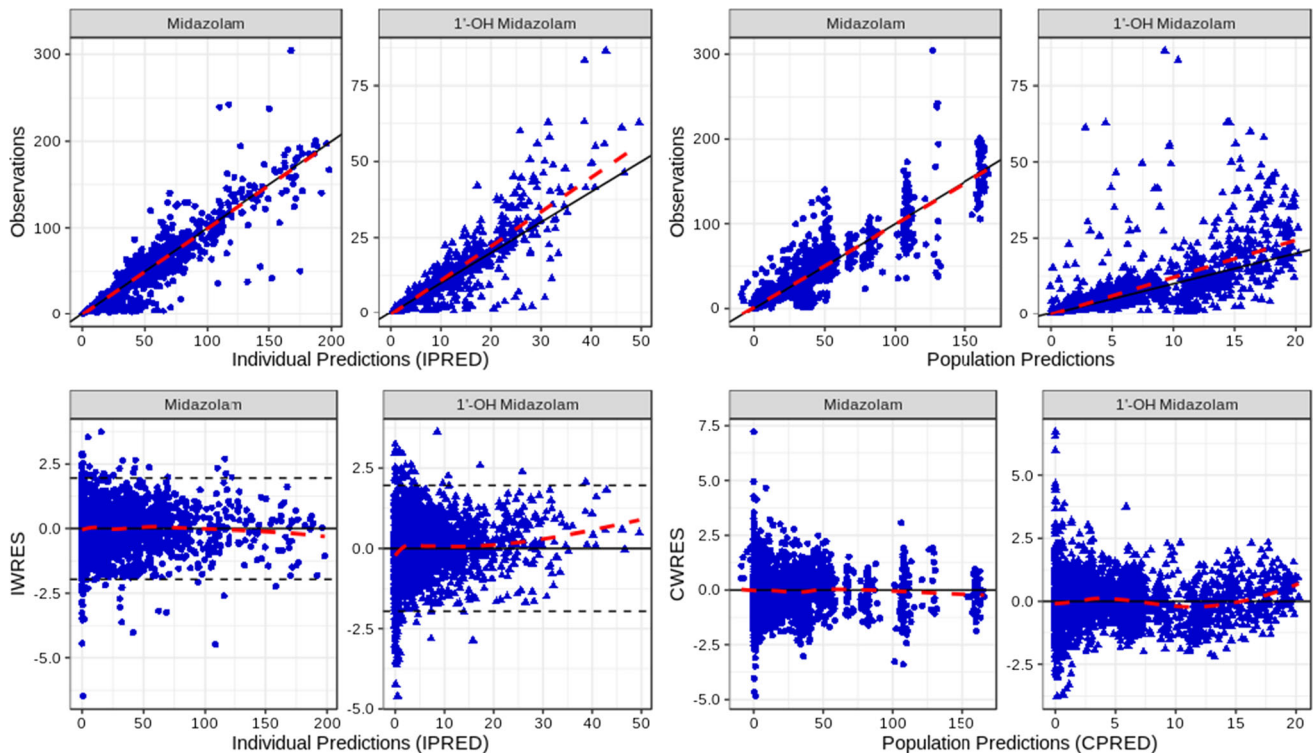 Midazolam
1'-OH Midazolam
Midazolam
1'-OH Midazolam
Observations
300
200
100
0
75
50
25
0
Observations
300
200
100
0
75
50
25
0
0 50 100 150 200
0 10 20 30 40 50
0 50 100 150
0 5 10 15 20
Individual Predictions (IPRED)
Population Predictions
Midazolam
1'-OH Midazolam
Midazolam
1'-OH Midazolam
IWRES
2.5
0.0
-2.5
-5.0
2.5
0.0
-2.5
-5.0
CWRES
7.5
5.0
2.5
0.0
-2.5
-5.0
5.0
2.5
0.0
-2.5
0 50 100 150 200
0 10 20 30 40 50
0 50 100 150
0 5 10 15 20
Individual Predictions (IPRED)
Population Predictions (CPRED)